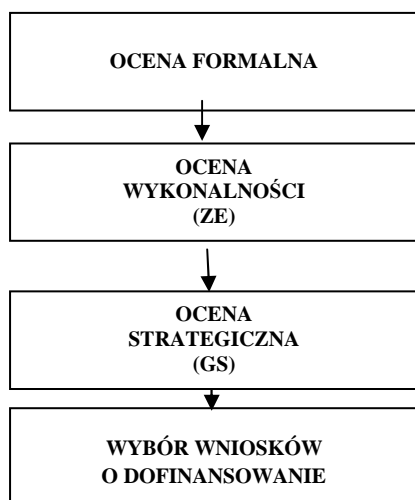 OCENA FORMALNA
OCENA
WYKONALNOŚCI
(ZE)
OCENA
STRATEGICZNA
(GS)
WYBÓR WNIOSKÓW
O DOFINANSOWANIE